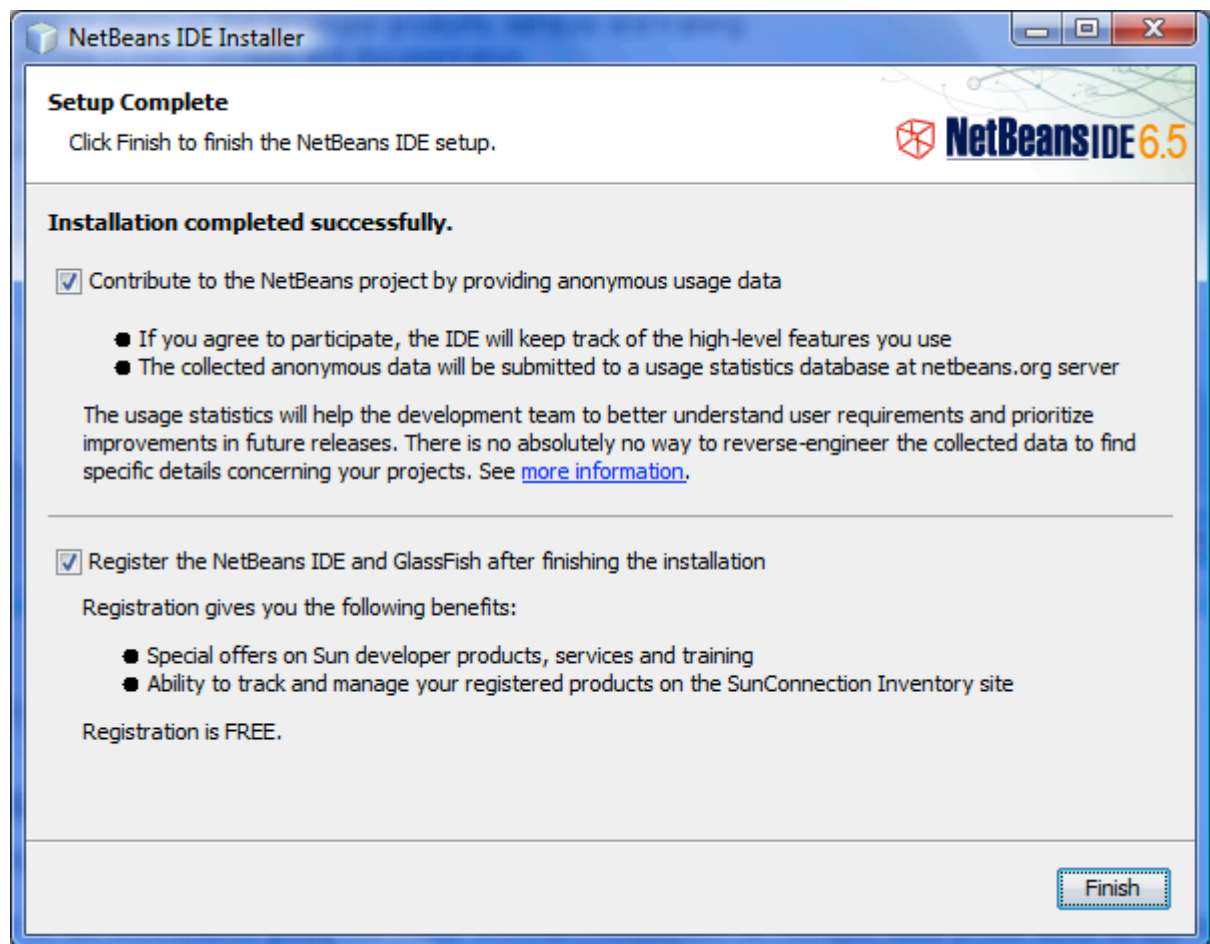 NetBeans IDE Installer
Setup Complete
Click Finish to finish the NetBeans IDE setup.
NetBeans IDE 6.5
Installation completed successfully.
Contribute to the NetBeans project by providing anonymous usage data
If you agree to participate, the IDE will keep track of the high-level features you use
The collected anonymous data will be submitted to a usage statistics database at netbeans.org server
The usage statistics will help the development team to better understand user requirements and prioritize
improvements in future releases. There is no absolutely no way to reverse-engineer the collected data to find
specific details concerning your projects. See more information.
Register the NetBeans IDE and GlassFish after finishing the installation
Registration gives you the following benefits:
Special offers on Sun developer products, services and training
Ability to track and manage your registered products on the SunConnection Inventory site
Registration is FREE.
Finish